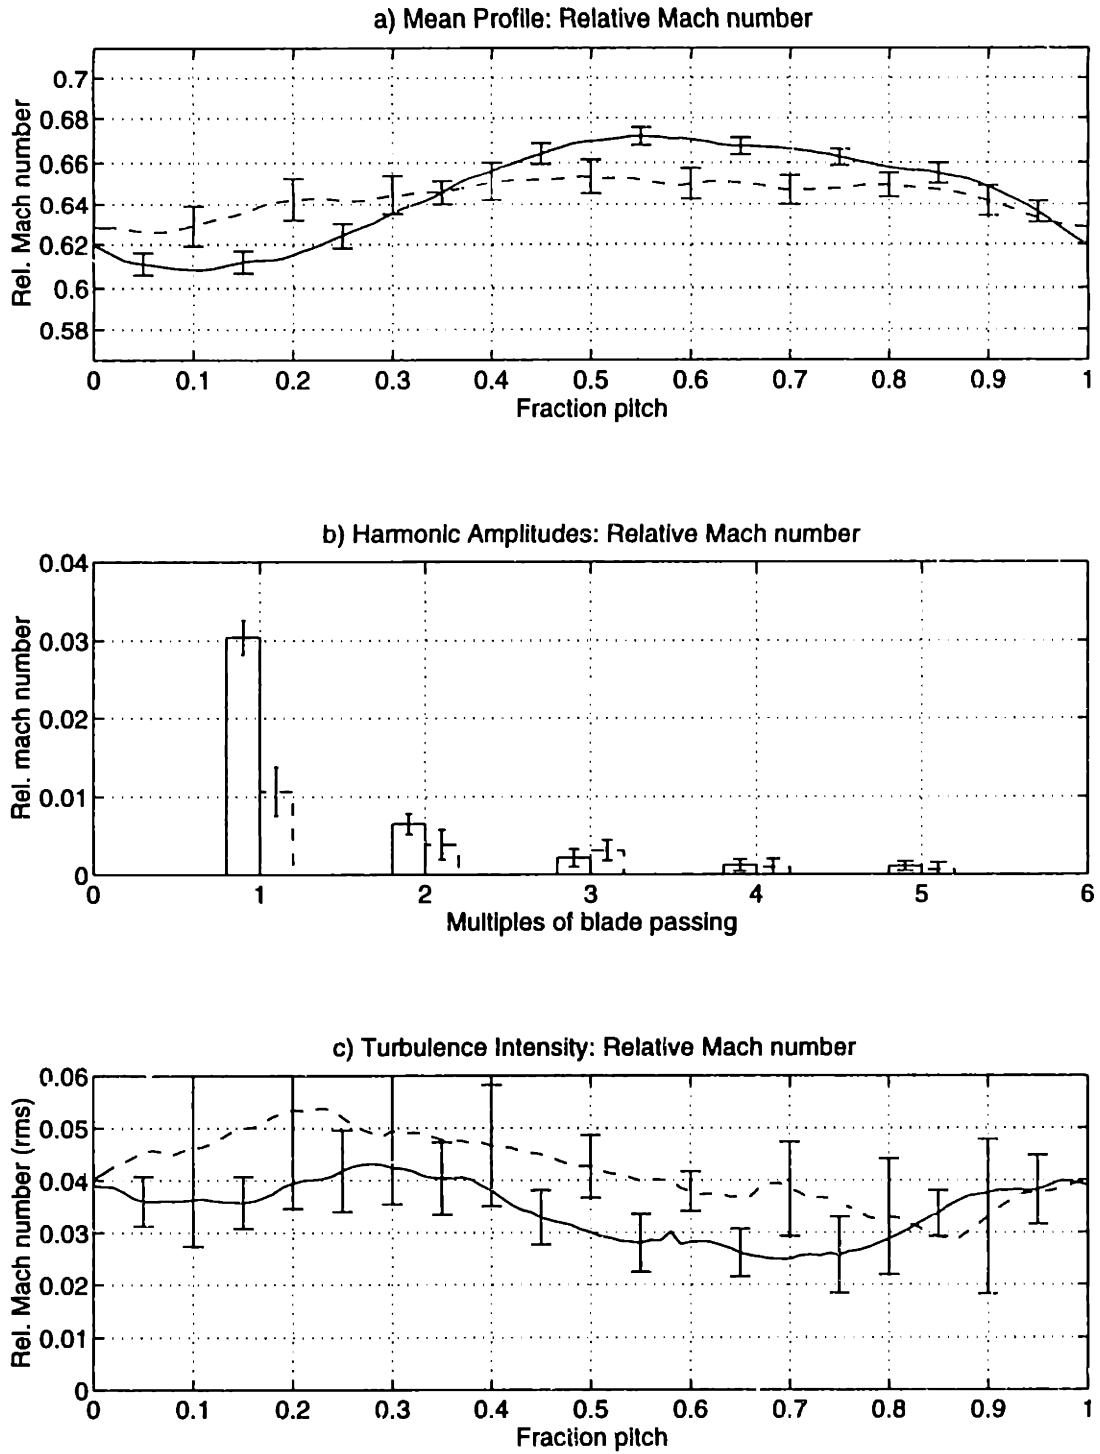 a) Mean Profile: Relative Mach number
Rel. Mach number
0.7
0.68
0.66
0.64
0.62
0.6
0.58
0 0.1 0.2 0.3 0.4 0.5 0.6 0.7 0.8 0.9 1
Fraction pitch
b) Harmonic Amplitudes: Relative Mach number
Rel. mach number
0.04
0.03
0.02
0.01
0
0 1 2 3 4 5 6
Multiples of blade passing
c) Turbulence Intensity: Relative Mach number
Rel. Mach number (rms)
0.06
0.05
0.04
0.03
0.02
0.01
0
0 0.1 0.2 0.3 0.4 0.5 0.6 0.7 0.8 0.9 1
Fraction pitch